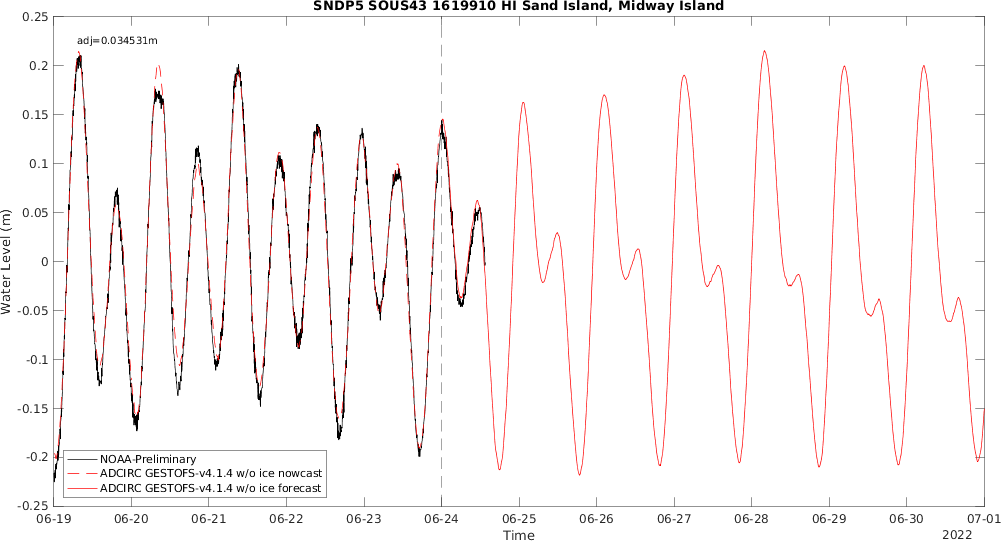 SNDP5 SOUS43 1619910 HI Sand Island, Midway Island
adj=0.034531m
0.25
0.2
0.15
0.1
0.05
0
-0.05
-0.1
-0.15
-0.2
-0.25
Water Level (m)
NOAA-Preliminary
ADCIRC GESTOFS-v4.1.4 w/o ice nowcast
ADCIRC GESTOFS-v4.1.4 w/o ice forecast
06-19 06-20 06-21 06-22 06-23 06-24 06-25 06-26 06-27 06-28 06-29 06-30 07-01
Time
2022